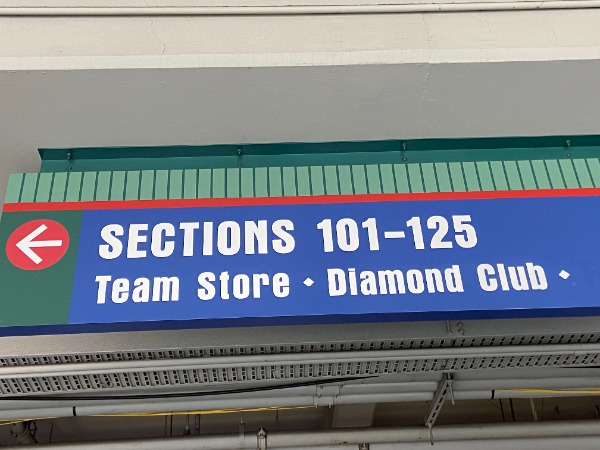 SECTIONS 101-125
Team Store • Diamond Club •